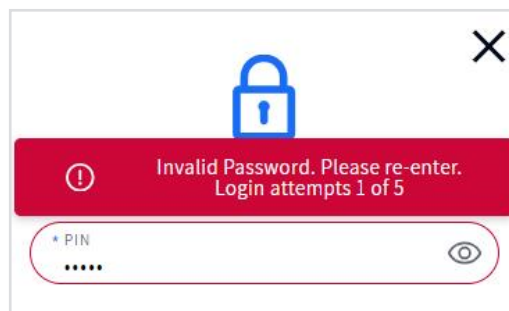 Invalid Password. Please re-enter.
Login attempts 1 of 5
* PIN
•••••